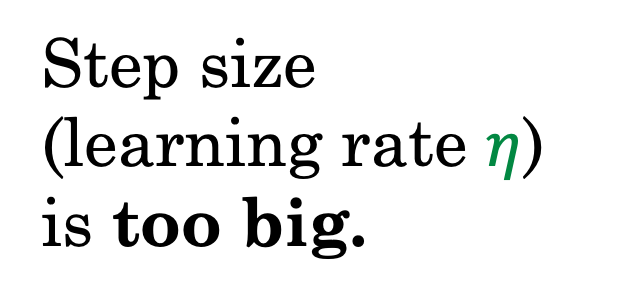 Step size
(learning rate η)
is too big.